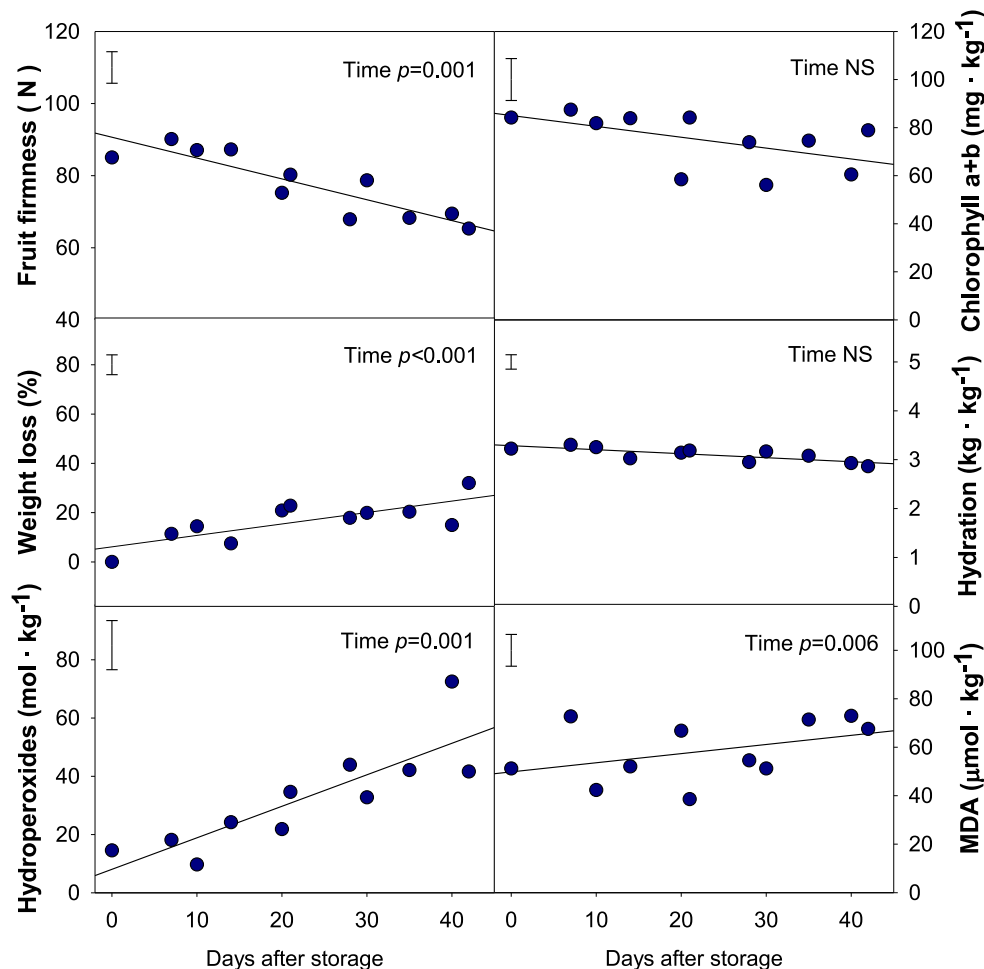 Fruit firmness ( N )
120
100
80
60
40
Time p=0.001
Time NS
120
100
80
60
40
20
0
Chlorophyll a+b (mg · kg-1)
Weight loss (%)
80
60
40
20
0
Time p<0.001
Time NS
5
4
3
2
1
0
Hydration (kg · kg-1)
Hydroperoxides (mol · kg-1)
80
60
40
20
0
Time p=0.001
Time p=0.006
100
80
60
40
20
0
MDA (μmol · kg-1)
0 10 20 30 40
0 10 20 30 40
Days after storage
Days after storage